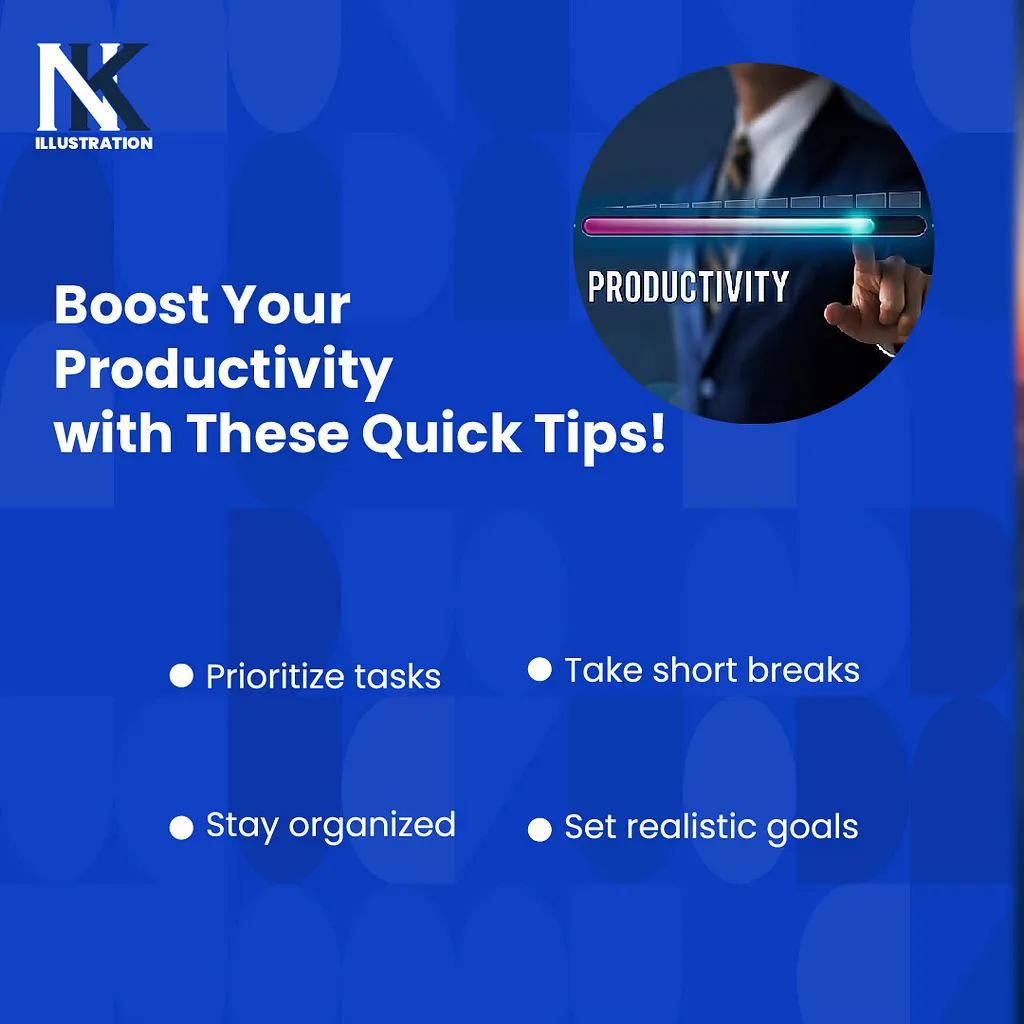 NK
ILLUSTRATION
PRODUCTIVITY
Boost Your
Productivity
with These Quick Tips!
Prioritize tasks
Take short breaks
Stay organized
Set realistic goals